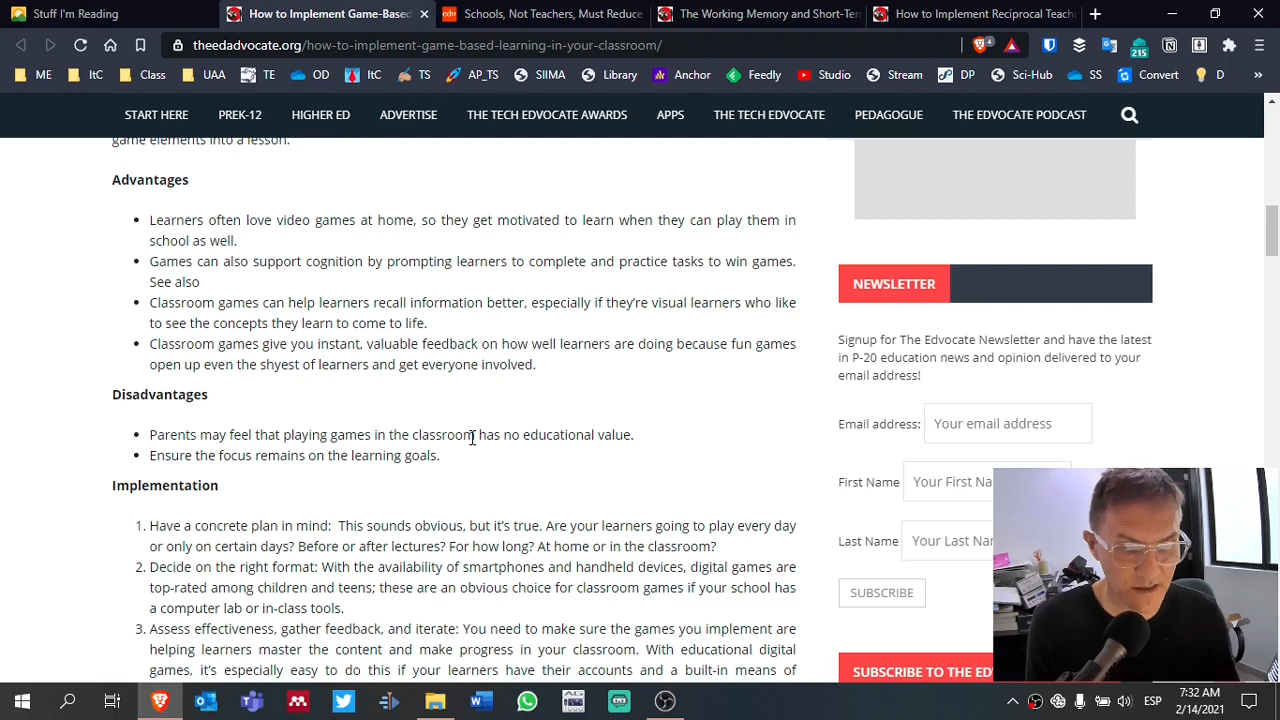 Stuff I'm Reading
How to Implement Game-Based
Schools, Not Teachers, Must Reduce
The Working Memory and Short-Ter
How to Implement Reciprocal Teach
theedadvocate.org/how-to-implement-game-based-learning-in-your-classroom/
4
215
ME ItC Class UAA TE OD ItC TS AP_TS SIIMA Library Anchor Feedly Studio Stream DP Sci-Hub SS Convert D »
START HERE PREK-12 HIGHER ED ADVERTISE THE TECH EDVOCATE AWARDS APPS THE TECH EDVOCATE PEDAGOGUE THE EDVOCATE PODCAST
game elements into a lesson.
Advantages
• Learners often love video games at home, so they get motivated to learn when they can play them in
school as well.
• Games can also support cognition by prompting learners to complete and practice tasks to win games.
See also
• Classroom games can help learners recall information better, especially if they're visual learners who like
to see the concepts they learn to come to life.
• Classroom games give you instant, valuable feedback on how well learners are doing because fun games
open up even the shyest of learners and get everyone involved.
Disadvantages
• Parents may feel that playing games in the classroom has no educational value.
• Ensure the focus remains on the learning goals.
Implementation
1. Have a concrete plan in mind: This sounds obvious, but it's true. Are your learners going to play every day
or only on certain days? Before or after lectures? For how long? At home or in the classroom?
2. Decide on the right format: With the availability of smartphones and handheld devices, digital games are
top-rated among children and teens; these are an obvious choice for classroom games if your school has
a computer lab or in-class tools.
3. Assess effectiveness, gather feedback, and iterate: You need to make sure the games you implement are
helping learners master the content and make progress in your classroom. With educational digital
games, it's especially easy to do this if your learners have their accounts and a built-in means of
NEWSLETTER
Signup for The Edvocate Newsletter and have the latest
in P-20 education news and opinion delivered to your
email address!
Email address: Your email address
First Name Your First Na
Last Name Your Last Nam
SUBSCRIBE
SUBSCRIBE TO THE ED
ESP
7:32 AM
2/14/2021